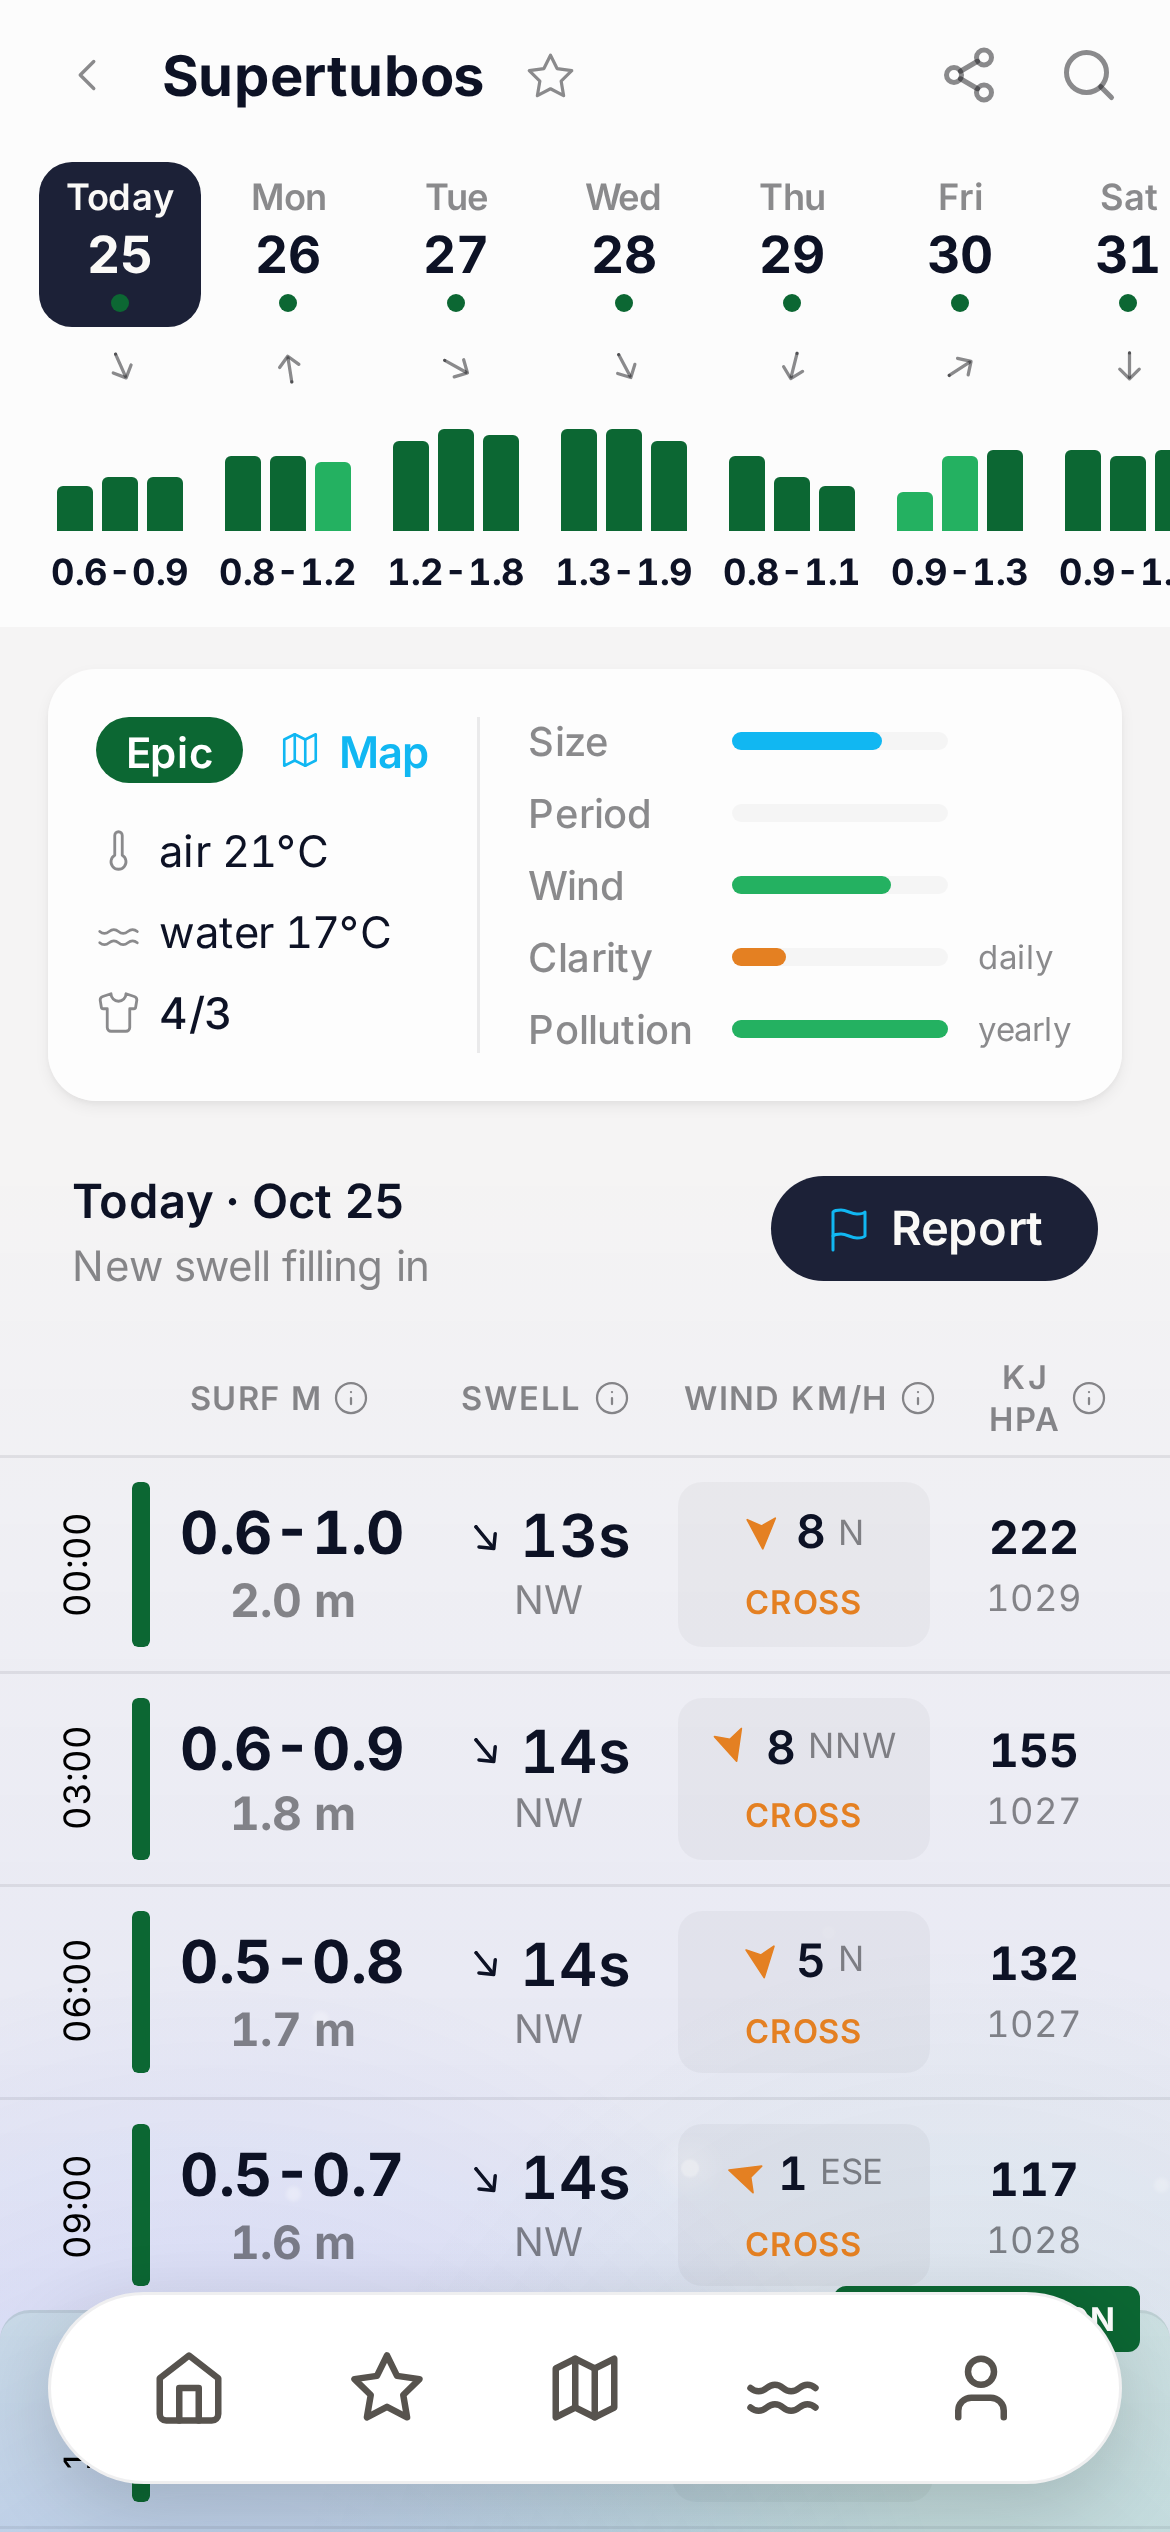 Supertubos
Today Mon Tue Wed Thu Fri Sat
25 26 27 28 29 30 31
0.6-0.9 0.8-1.2 1.2-1.8 1.3-1.9 0.8-1.1 0.9-1.3 0.9-1.
Epic Map
air 21°C
water 17°C
4/3
Size
Period
Wind
Clarity daily
Pollution yearly
Today · Oct 25
New swell filling in
Report
SURF M SWELL WIND KM/H KJ
HPA
00:00 0.6-1.0 13s 8 N 222
2.0 m NW CROSS 1029
03:00 0.6-0.9 14s 8 NNW 155
1.8 m NW CROSS 1027
06:00 0.5-0.8 14s 5 N 132
1.7 m NW CROSS 1027
09:00 0.5-0.7 14s 1 ESE 117
1.6 m NW CROSS 1028